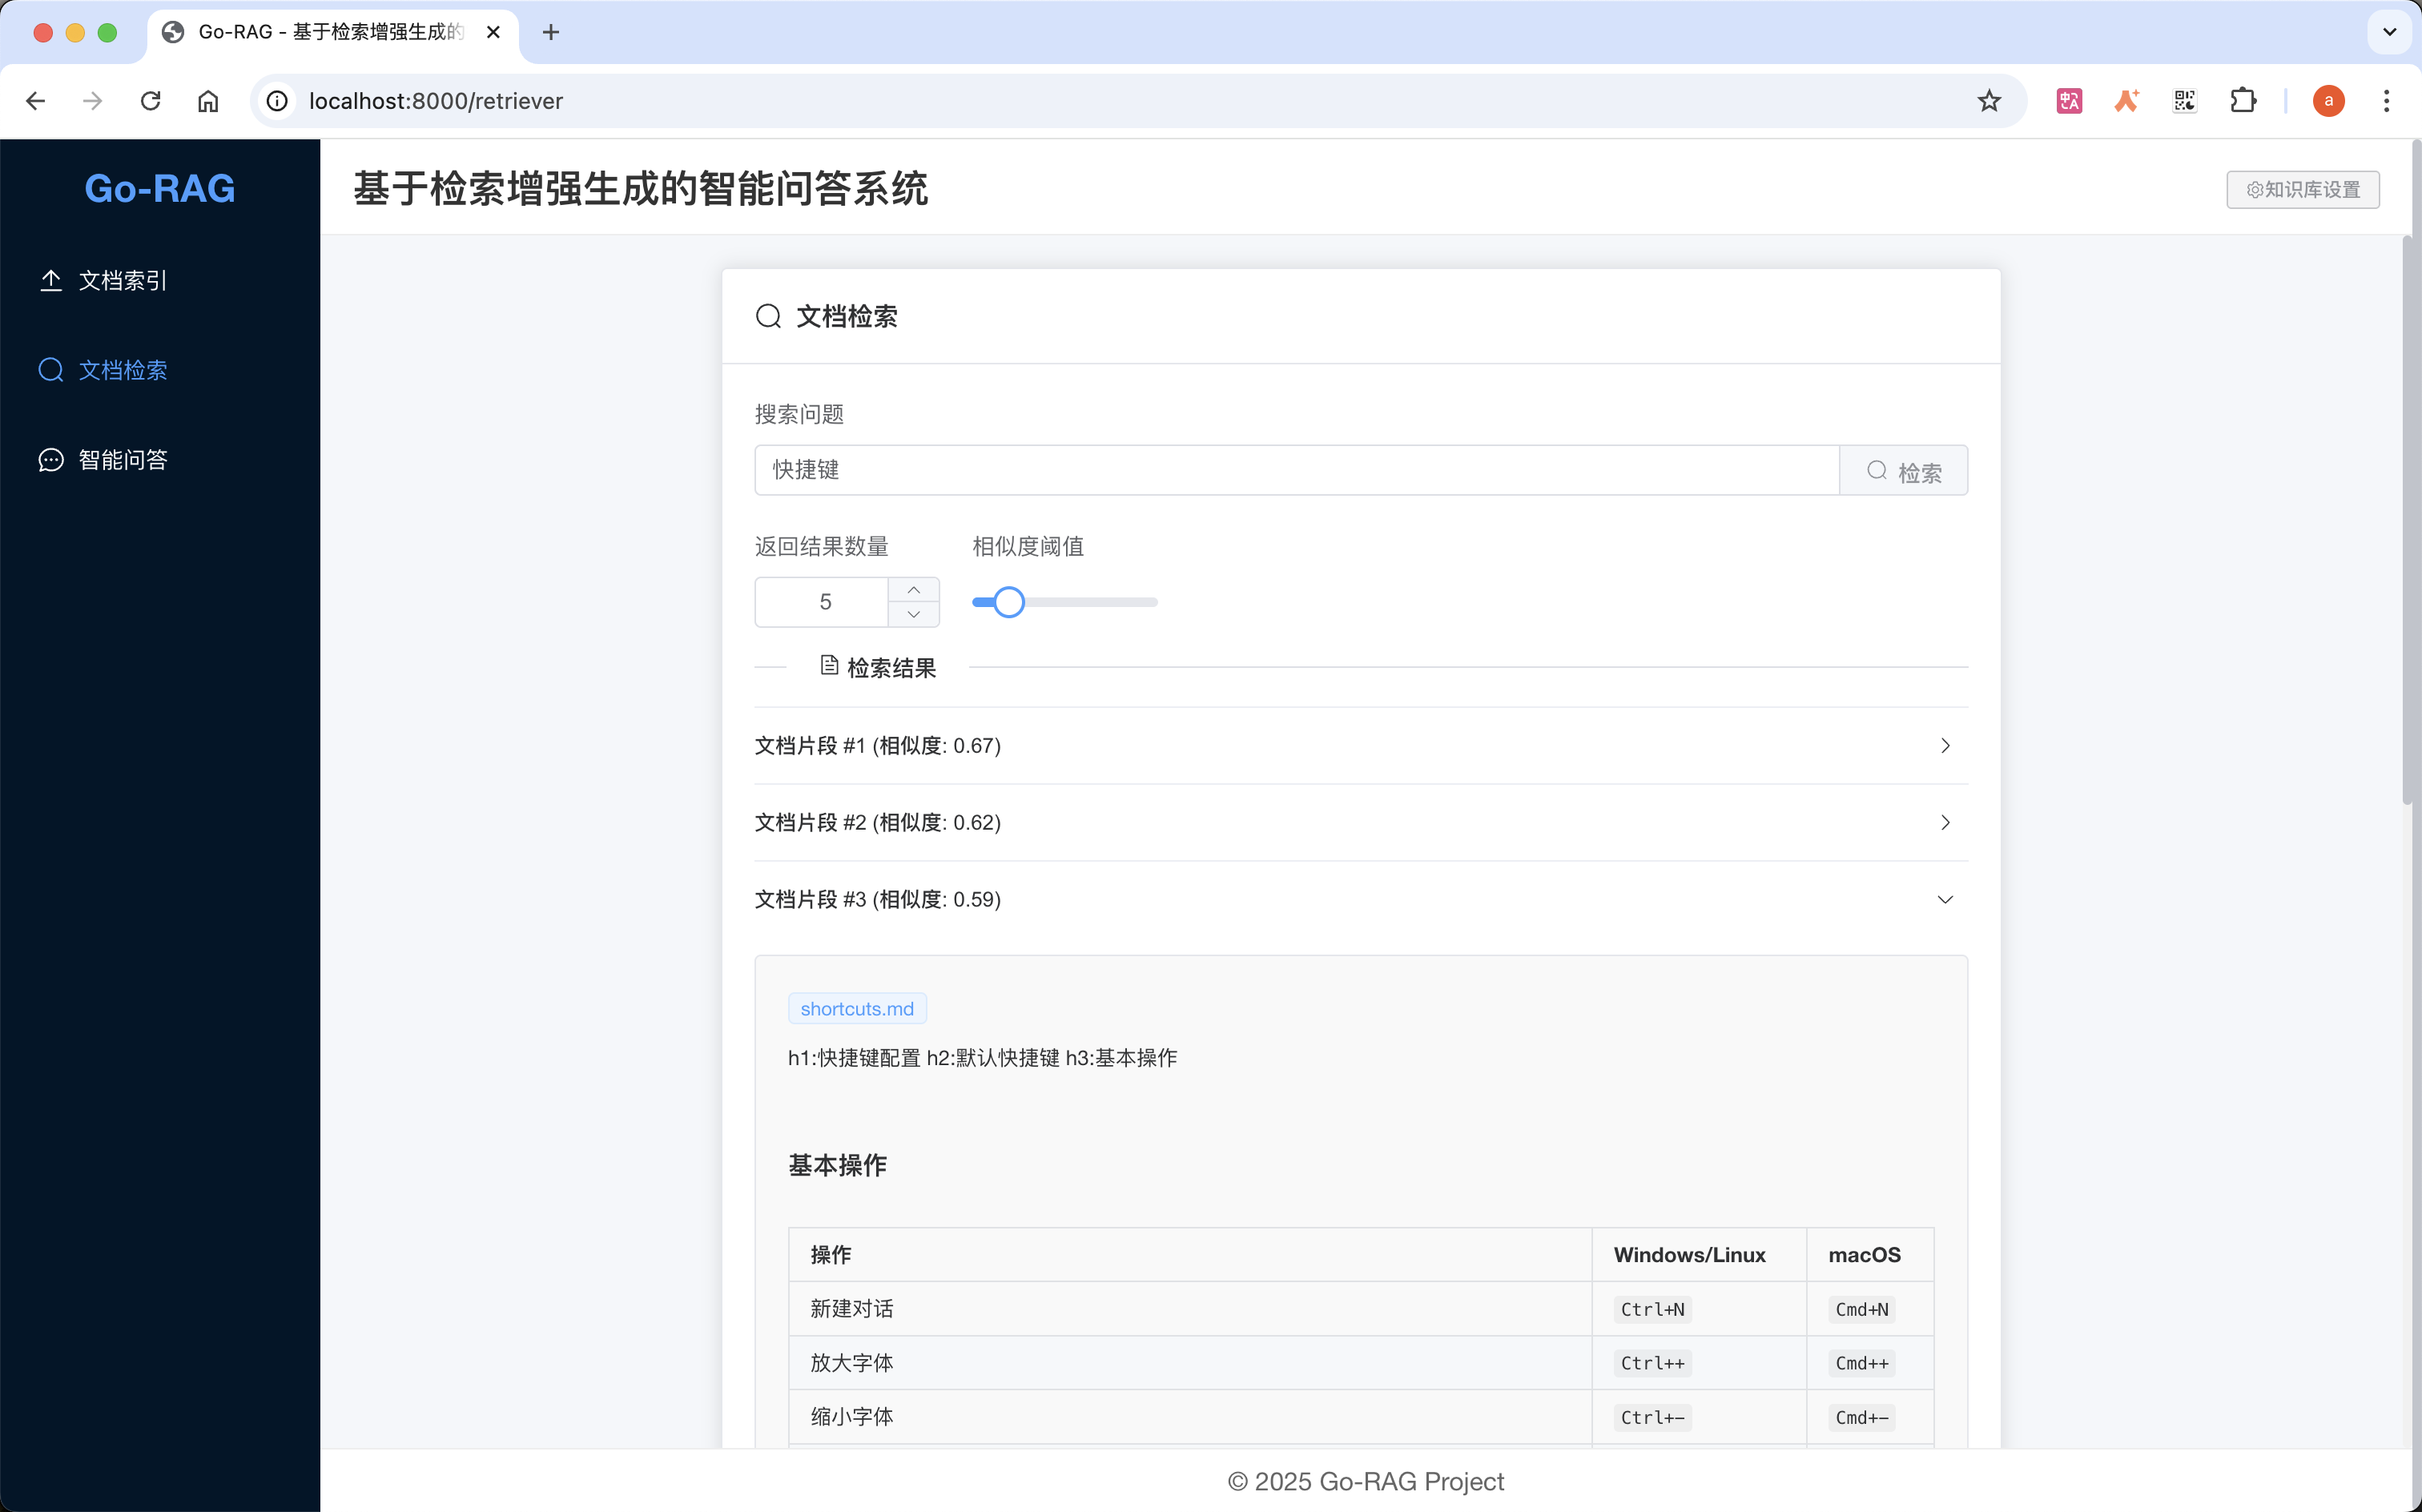 Go-RAG - 基于检索增强生成的
localhost:8000/retriever
a
Go-RAG
基于检索增强生成的智能问答系统
知识库设置
文档索引
文档检索
智能问答
文档检索
搜索问题
快捷键
检索
返回结果数量
相似度阈值
5
检索结果
文档片段 #1 (相似度: 0.67)
文档片段 #2 (相似度: 0.62)
文档片段 #3 (相似度: 0.59)
shortcuts.md
h1:快捷键配置 h2:默认快捷键 h3:基本操作
基本操作
操作 Windows/Linux macOS
新建对话 Ctrl+N Cmd+N
放大字体 Ctrl++ Cmd++
缩小字体 Ctrl+- Cmd+-
© 2025 Go-RAG Project